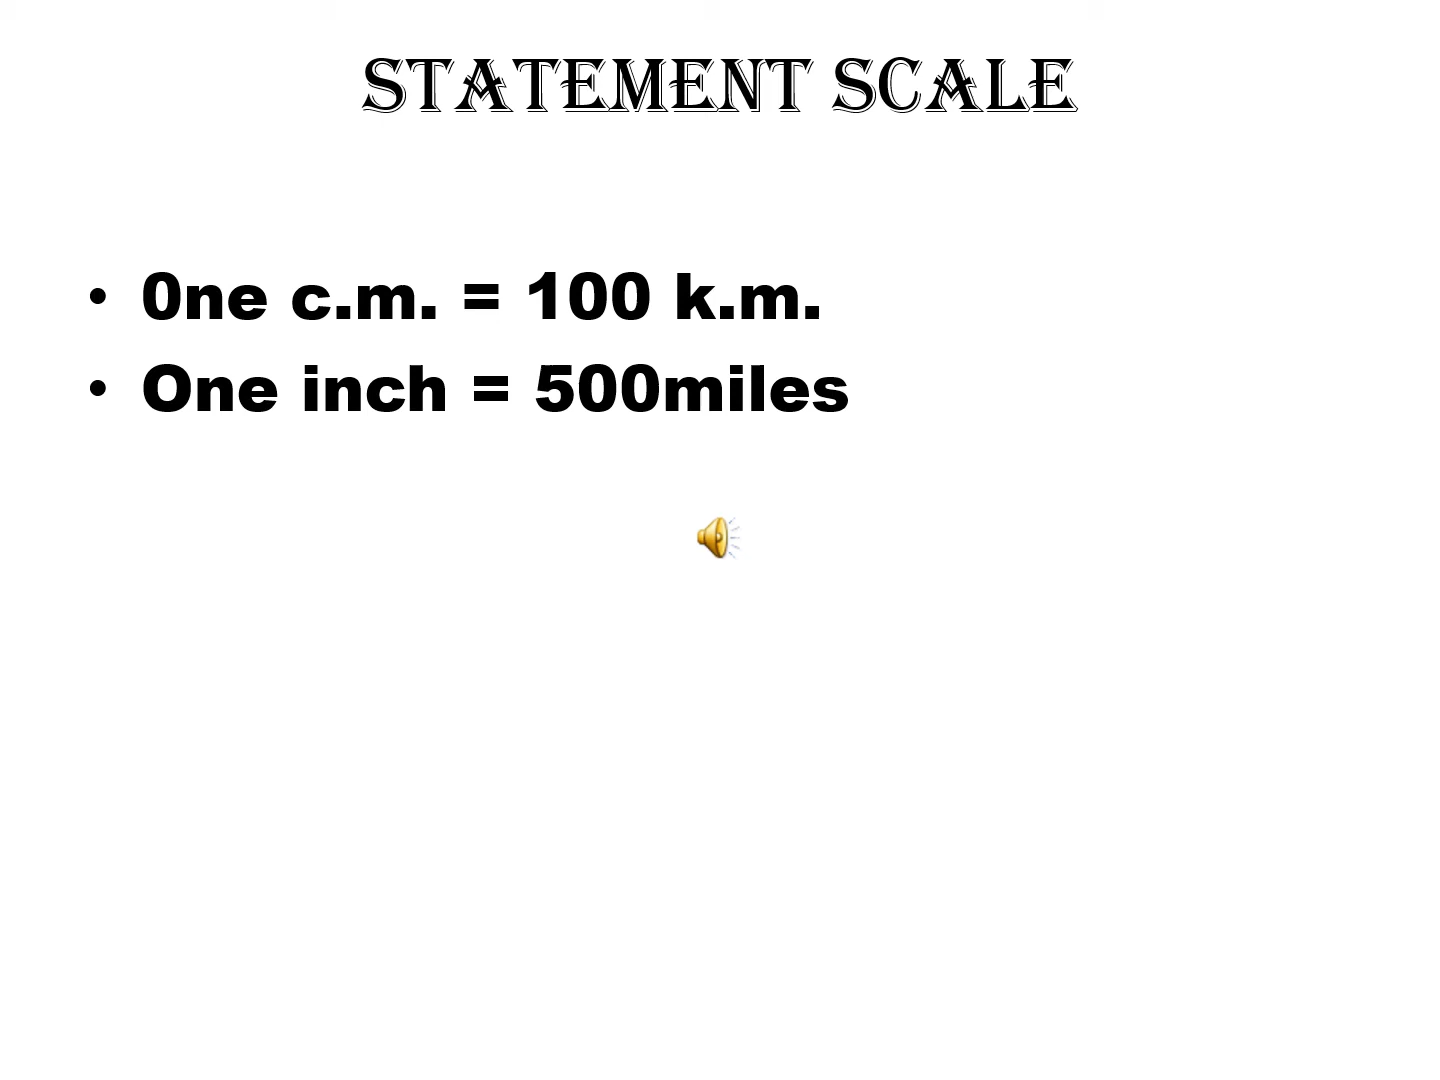 STATEMENT SCALE
• 0ne c.m. = 100 k.m.
• One inch = 500miles